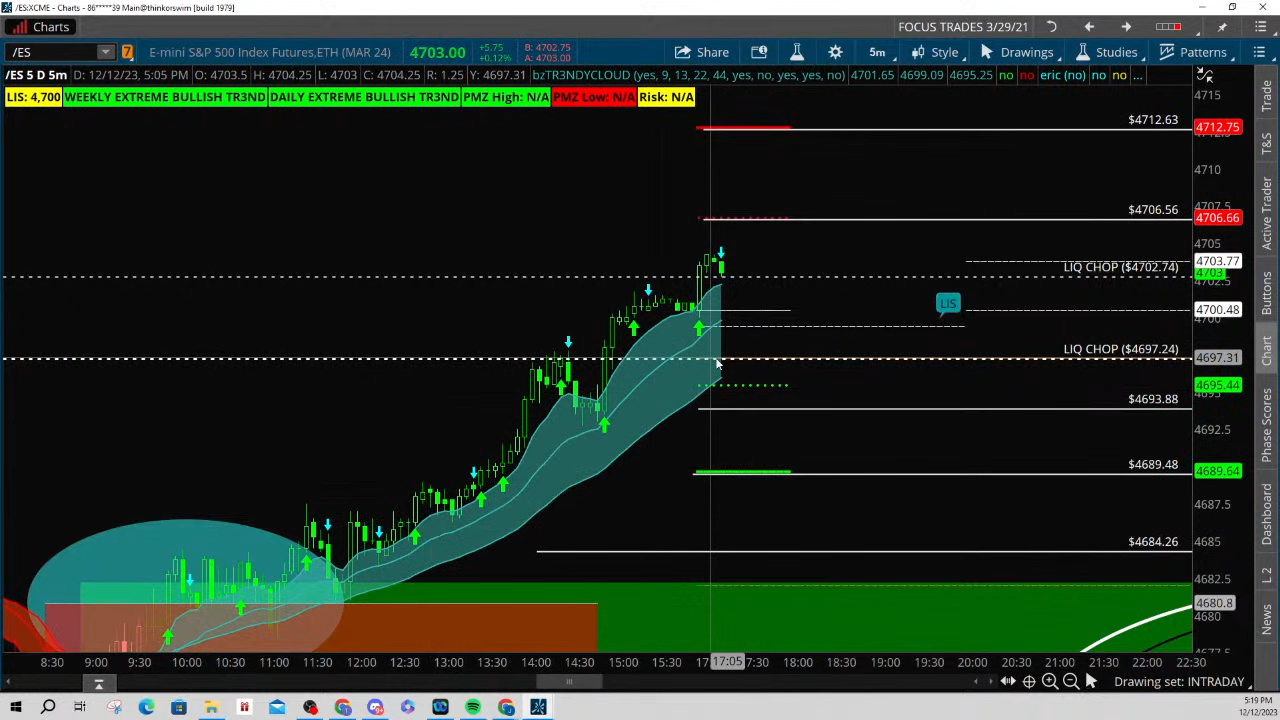 /ES:XCME - Charts - 86*****39 Main@thinkorswim [build 1979]
Charts
FOCUS TRADES 3/29/21
/ES
7
E-mini S&P 500 Index Futures,ETH (MAR 24)
4703.00
+5.75
+0.12%
B: 4702.75
A: 4703.00
Share
5m
Style
Drawings
Studies
Patterns
/ES 5 D 5m
D: 12/12/23, 5:05 PM
O: 4703.5
H: 4704.25
L: 4703
C: 4704.25
R: 1.25
Y: 4697.31
bzTR3NDYCLOUD (yes, 9, 13, 22, 44, yes, no, yes, yes, no)
4701.65
4699.09
4695.25
no
no
eric (no)
no
no
...
LIS: 4,700
WEEKLY EXTREME BULLISH TR3ND
DAILY EXTREME BULLISH TR3ND
PMZ High: N/A
PMZ Low: N/A
Risk: N/A
4715
$4712.63
4712.75
4710
4707.5
$4706.56
4706.66
4705
4703.77
LIQ CHOP ($4702.74)
4703
4702.5
LIS
4700.48
4700
LIQ CHOP ($4697.24)
4697.31
4695.44
4695
$4693.88
4692.5
$4689.48
4689.64
4687.5
$4684.26
4685
4682.5
4680.8
4680
4677.5
8:30
9:00
9:30
10:00
10:30
11:00
11:30
12:00
12:30
13:00
13:30
14:00
14:30
15:00
15:30
17:05
17:30
18:00
18:30
19:00
19:30
20:00
20:30
21:00
21:30
22:00
22:30
Drawing set: INTRADAY
Trade
T&S
Active Trader
Buttons
Chart
Phase Scores
Dashboard
L 2
News
5:19 PM
12/12/2023